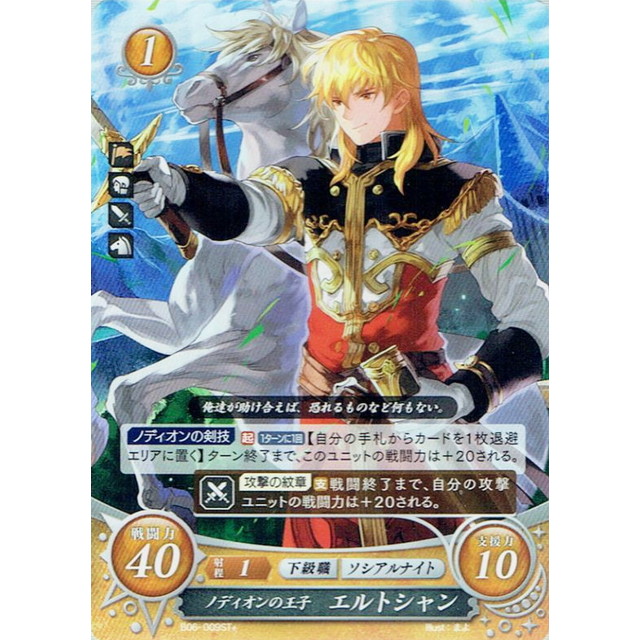 1
俺達が助け合えば、恐れるものなど何もない。
ノディオンの剣技 起 1ターンに1回【自分の手札からカードを1枚退避
エリアに置く】ターン終了まで、このユニットの戦闘力は+20される。
攻撃の紋章 支 戦闘終了まで、自分の攻撃
ユニットの戦闘力は+20される。
戦闘力 40
射程 1 下級職 ソシアルナイト
支援力 10
ノディオンの王子 エルトシャン
B06-009ST+ Illust：まよ